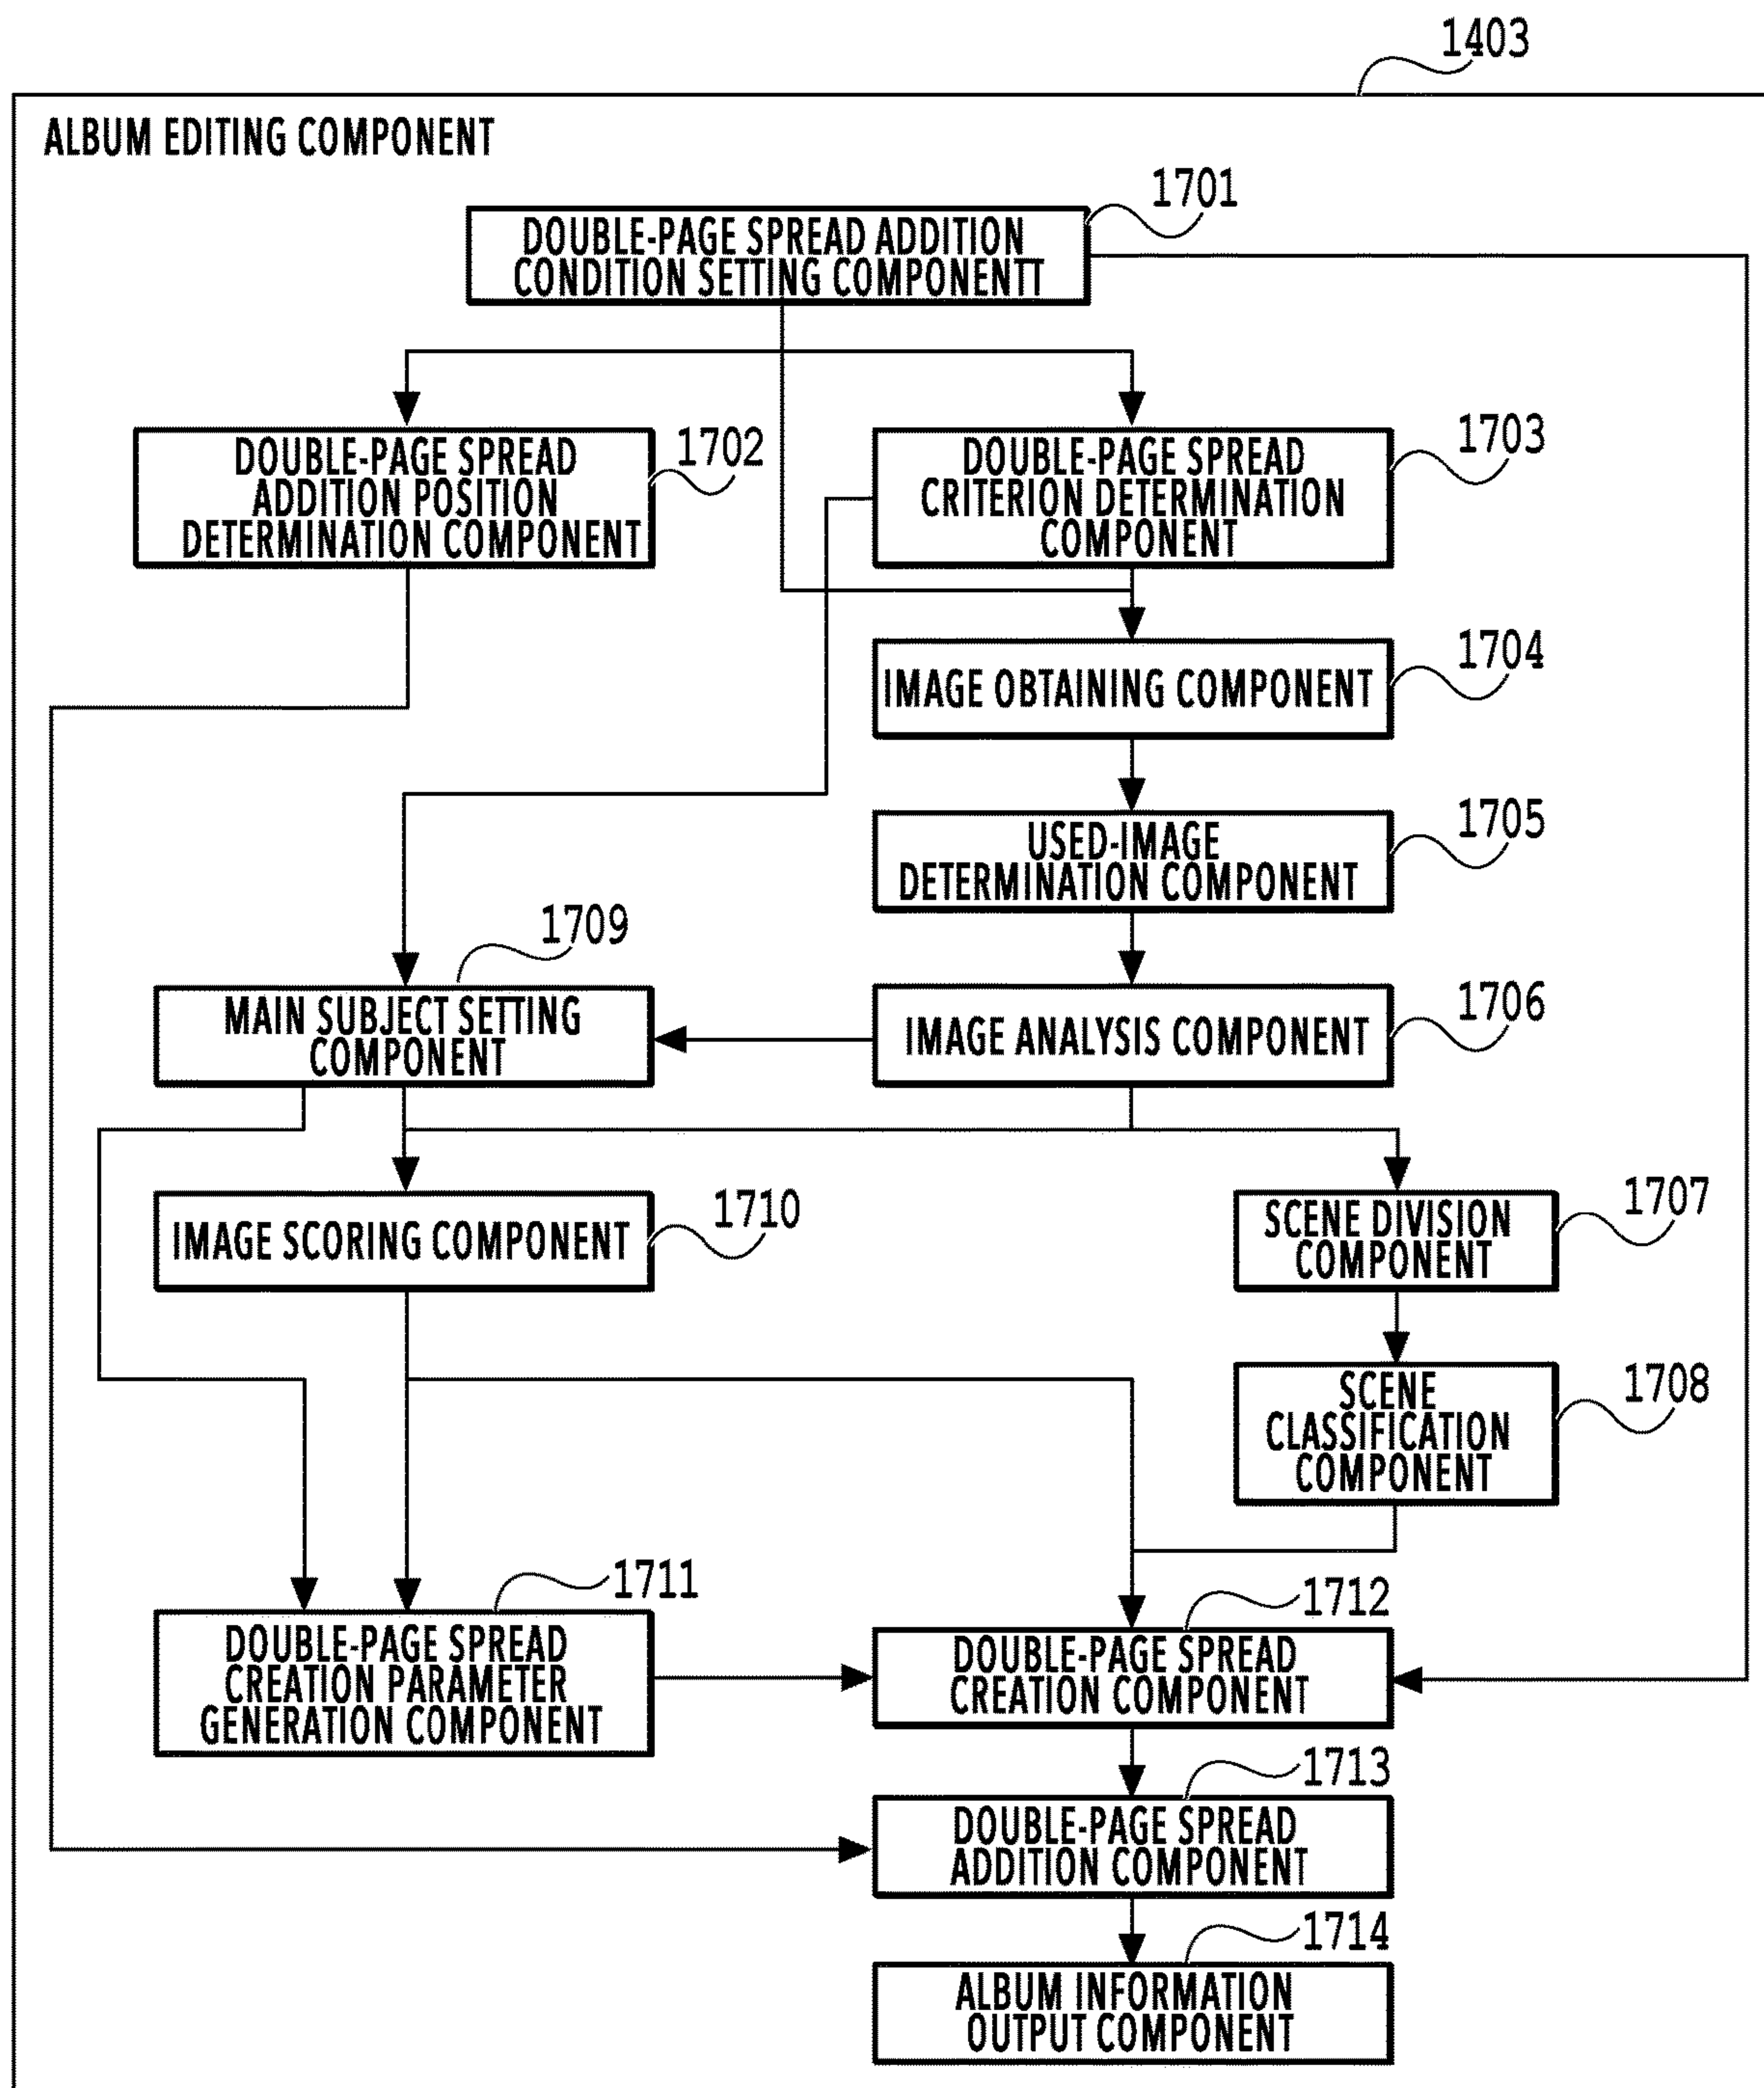 1403
ALBUM EDITING COMPONENT
1701
DOUBLE-PAGE SPREAD ADDITION
CONDITION SETTING COMPONENTT
1702
DOUBLE-PAGE SPREAD
ADDITION POSITION
DETERMINATION COMPONENT
1703
DOUBLE-PAGE SPREAD
CRITERION DETERMINATION
COMPONENT
1704
IMAGE OBTAINING COMPONENT
1705
USED-IMAGE
DETERMINATION COMPONENT
1709
MAIN SUBJECT SETTING
COMPONENT
1706
IMAGE ANALYSIS COMPONENT
1710
IMAGE SCORING COMPONENT
1707
SCENE DIVISION
COMPONENT
1708
SCENE
CLASSIFICATION
COMPONENT
1711
DOUBLE-PAGE SPREAD
CREATION PARAMETER
GENERATION COMPONENT
1712
DOUBLE-PAGE SPREAD
CREATION COMPONENT
1713
DOUBLE-PAGE SPREAD
ADDITION COMPONENT
1714
ALBUM INFORMATION
OUTPUT COMPONENT